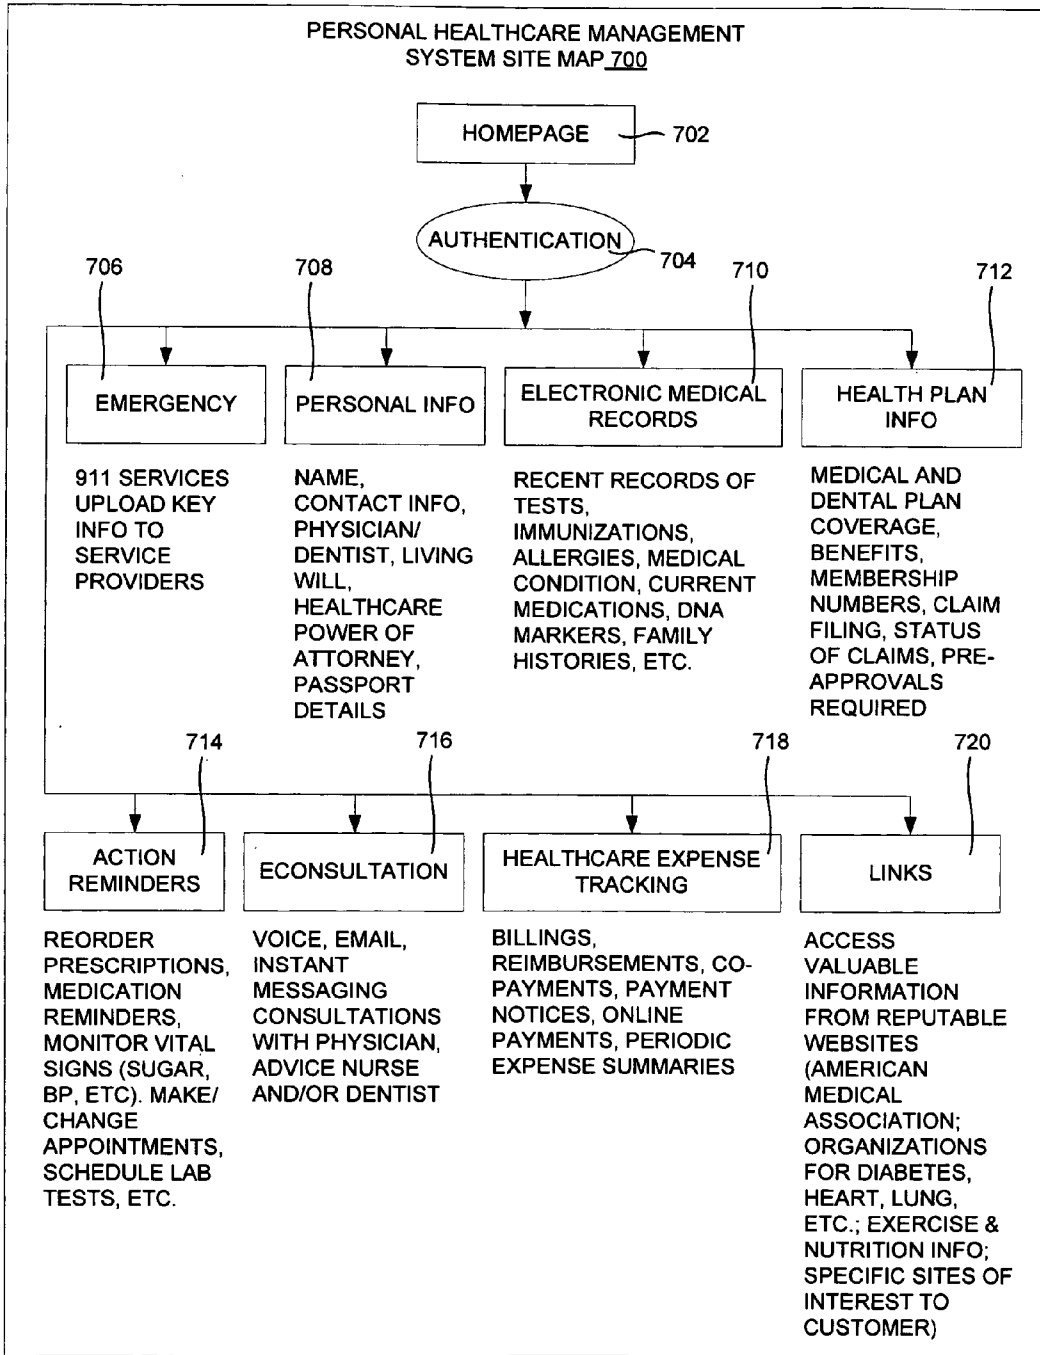 PERSONAL HEALTHCARE MANAGEMENT
SYSTEM SITE MAP 700
HOMEPAGE
702
AUTHENTICATION
704
706
708
710
712
EMERGENCY
PERSONAL INFO
ELECTRONIC MEDICAL
RECORDS
HEALTH PLAN
INFO
911 SERVICES
UPLOAD KEY
INFO TO
SERVICE
PROVIDERS
NAME,
CONTACT INFO,
PHYSICIAN/
DENTIST, LIVING
WILL,
HEALTHCARE
POWER OF
ATTORNEY,
PASSPORT
DETAILS
RECENT RECORDS OF
TESTS,
IMMUNIZATIONS,
ALLERGIES, MEDICAL
CONDITION, CURRENT
MEDICATIONS, DNA
MARKERS, FAMILY
HISTORIES, ETC.
MEDICAL AND
DENTAL PLAN
COVERAGE,
BENEFITS,
MEMBERSHIP
NUMBERS, CLAIM
FILING, STATUS
OF CLAIMS, PRE-
APPROVALS
REQUIRED
714
716
718
720
ACTION
REMINDERS
ECONSULTATION
HEALTHCARE EXPENSE
TRACKING
LINKS
REORDER
PRESCRIPTIONS,
MEDICATION
REMINDERS,
MONITOR VITAL
SIGNS (SUGAR,
BP, ETC). MAKE/
CHANGE
APPOINTMENTS,
SCHEDULE LAB
TESTS, ETC.
VOICE, EMAIL,
INSTANT
MESSAGING
CONSULTATIONS
WITH PHYSICIAN,
ADVICE NURSE
AND/OR DENTIST
BILLINGS,
REIMBURSEMENTS, CO-
PAYMENTS, PAYMENT
NOTICES, ONLINE
PAYMENTS, PERIODIC
EXPENSE SUMMARIES
ACCESS
VALUABLE
INFORMATION
FROM REPUTABLE
WEBSITES
(AMERICAN
MEDICAL
ASSOCIATION;
ORGANIZATIONS
FOR DIABETES,
HEART, LUNG,
ETC.; EXERCISE &
NUTRITION INFO;
SPECIFIC SITES OF
INTEREST TO
CUSTOMER)